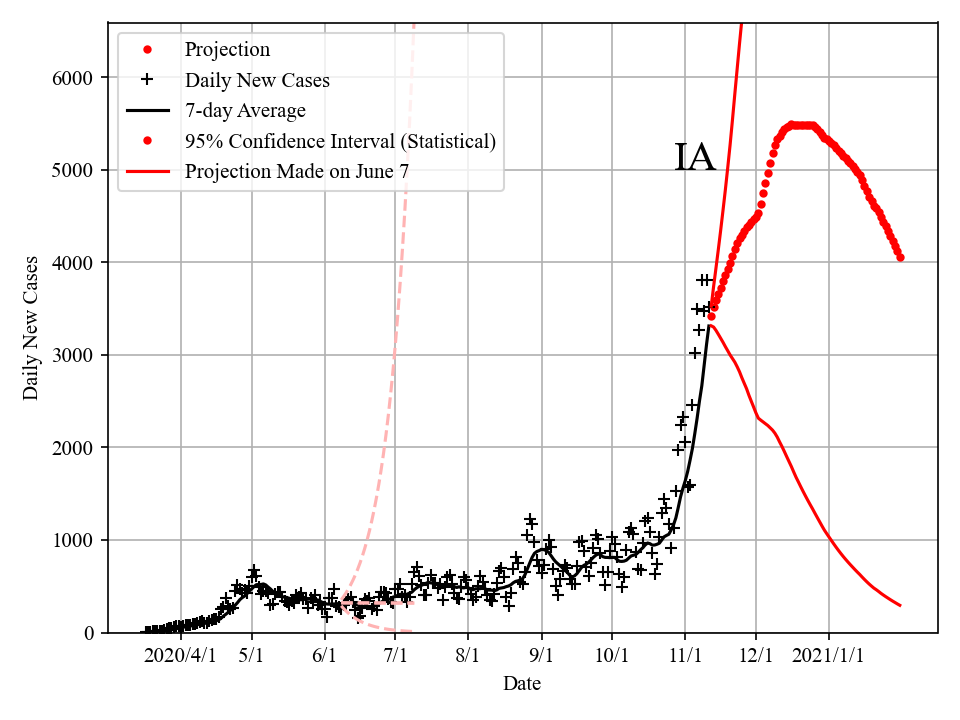 Projection
Daily New Cases
7-day Average
95% Confidence Interval (Statistical)
Projection Made on June 7
IA
6000
5000
4000
3000
2000
1000
0
Daily New Cases
2020/4/1 5/1 6/1 7/1 8/1 9/1 10/1 11/1 12/1 2021/1/1
Date